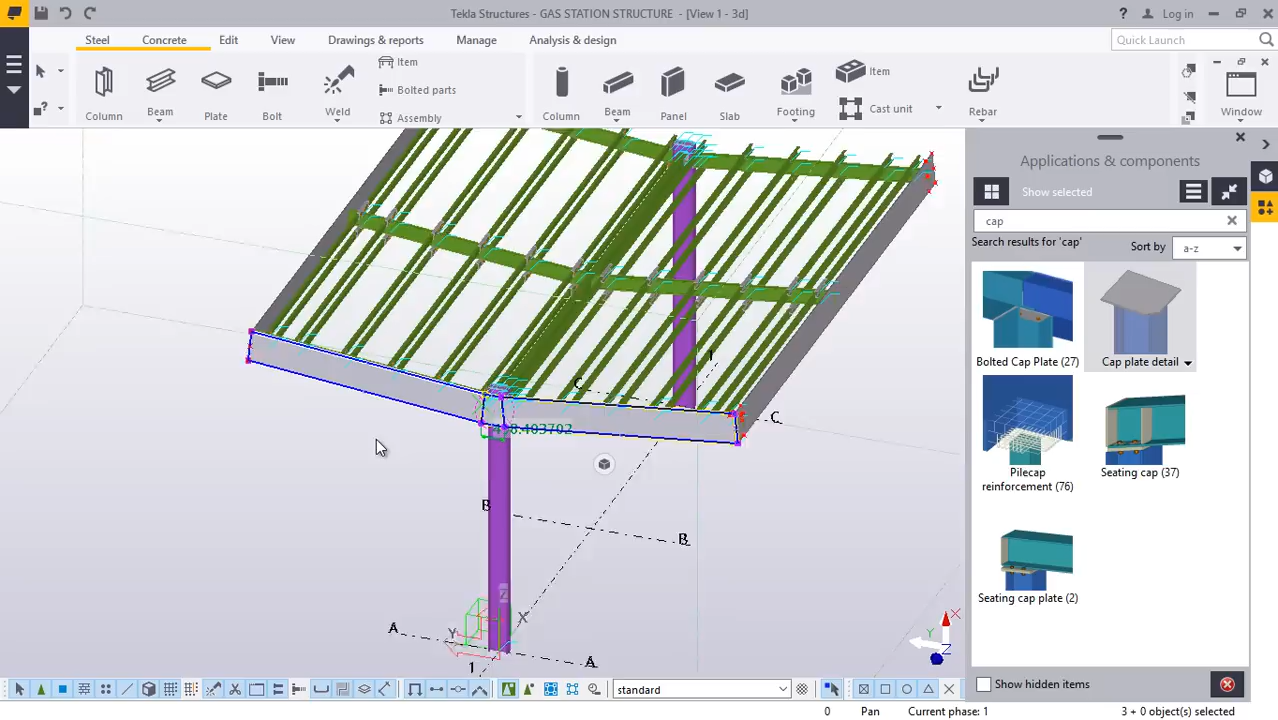 Tekla Structures - GAS STATION STRUCTURE - [View 1 - 3d]
? Log in
Steel Concrete Edit View Drawings & reports Manage Analysis & design
Quick Launch
Column Beam Plate Bolt Weld
Item
Bolted parts
Assembly
Column Beam Panel Slab Footing
Item
Cast unit
Rebar
Window
Applications & components
Show selected
cap
Search results for 'cap'
Sort by
a-z
Bolted Cap Plate (27)
Cap plate detail
Pilecap
reinforcement (76)
Seating cap (37)
Seating cap plate (2)
Show hidden items
C
C
B
B
A
A
1
X
Y
Z
X
Y
Z
standard
0
Pan
Current phase: 1
3 + 0 object(s) selected